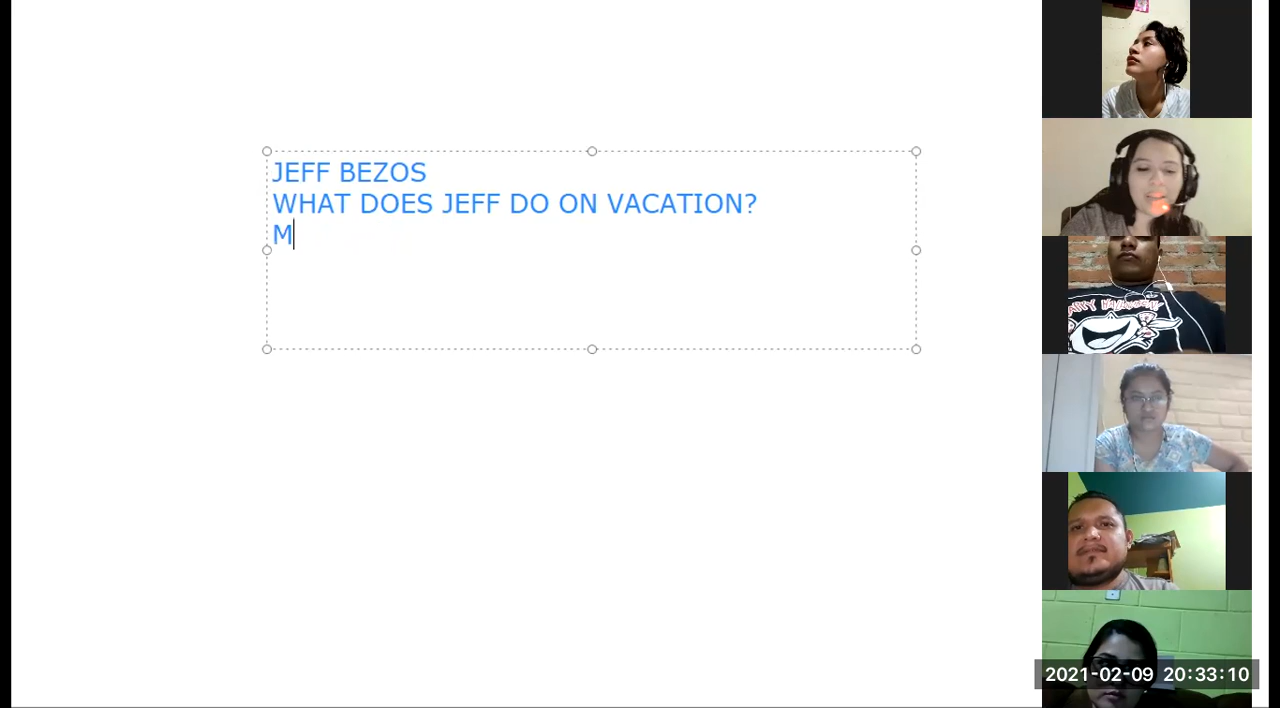 JEFF BEZOS
WHAT DOES JEFF DO ON VACATION?
M
2021-02-09 20:33:10